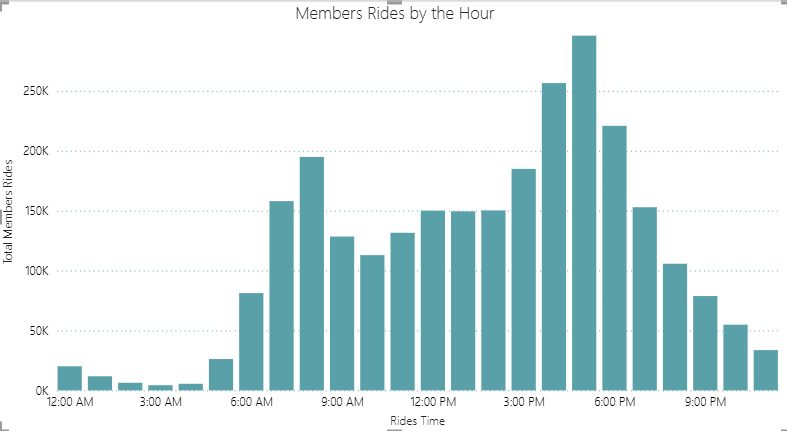 Members Rides by the Hour
Total Members Rides
250K
200K
150K
100K
50K
0K
12:00 AM 3:00 AM 6:00 AM 9:00 AM 12:00 PM 3:00 PM 6:00 PM 9:00 PM
Rides Time